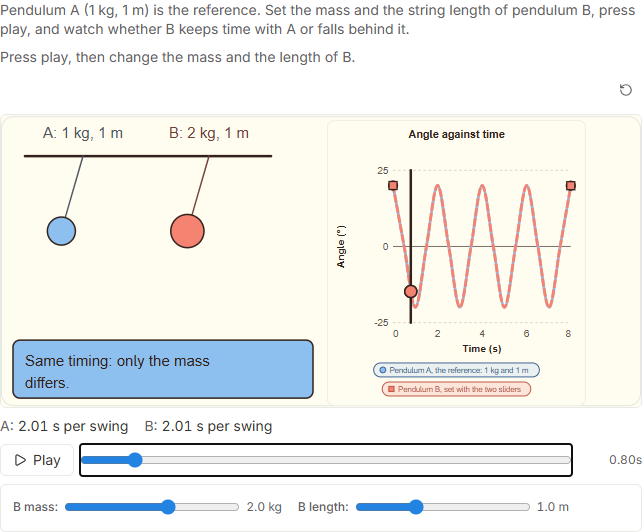 Pendulum A (1 kg, 1 m) is the reference. Set the mass and the string length of pendulum B, press
play, and watch whether B keeps time with A or falls behind it.
Press play, then change the mass and the length of B.
A: 1 kg, 1 m
B: 2 kg, 1 m
Angle against time
25
0
-25
Angle (°)
0 2 4 6 8
Time (s)
Pendulum A, the reference: 1 kg and 1 m
Pendulum B, set with the two sliders
Same timing: only the mass
differs.
A: 2.01 s per swing B: 2.01 s per swing
Play 0.80s
B mass: 2.0 kg B length: 1.0 m